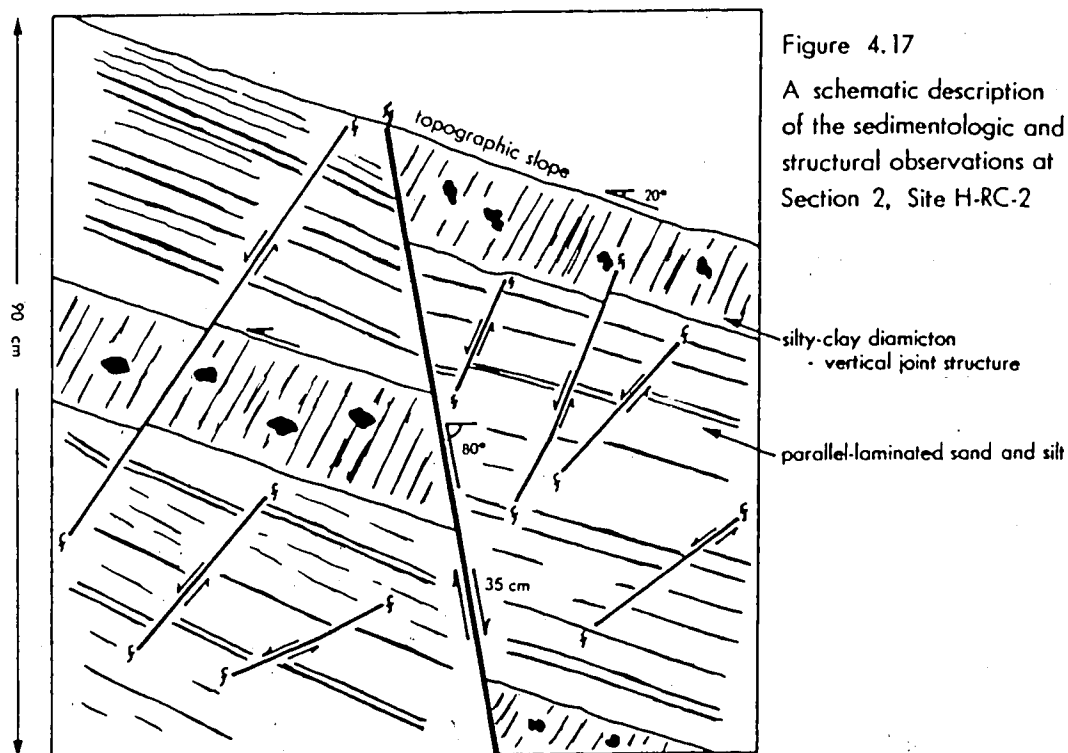 Figure 4.17
A schematic description
of the sedimentologic and
structural observations at
Section 2, Site H-RC-2
topographic slope
20°
silty-clay diamicton
- vertical joint structure
80°
parallel-laminated sand and silt
35 cm
90 cm